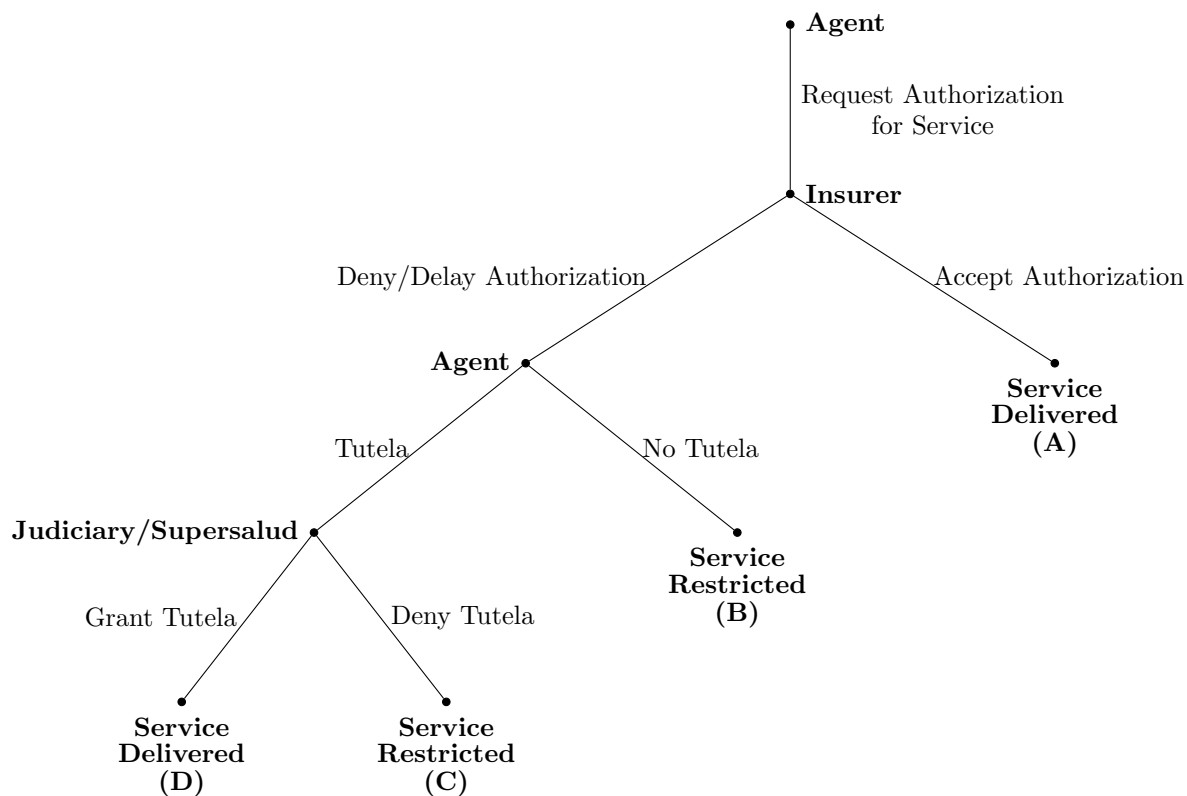 Agent
Request Authorization
for Service
Insurer
Deny/Delay Authorization
Accept Authorization
Agent
Service
Delivered
(A)
Tutela
No Tutela
Judiciary/Supersalud
Service
Restricted
(B)
Grant Tutela
Deny Tutela
Service
Delivered
(D)
Service
Restricted
(C)